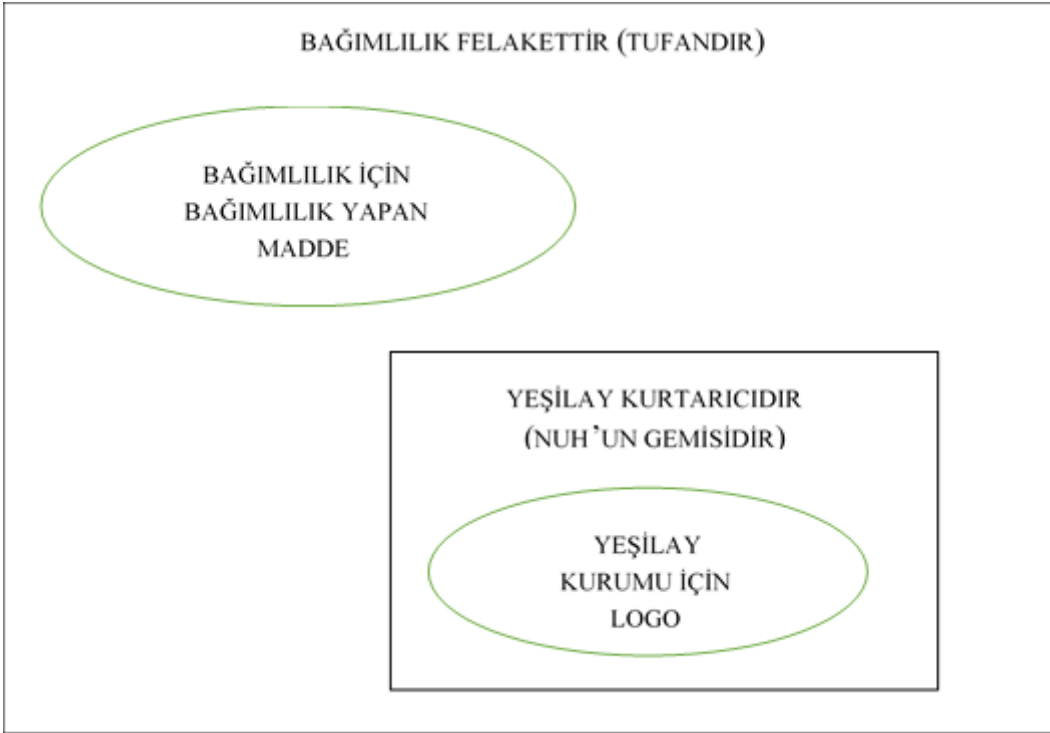 BAĞIMLILIK FELAKETTİR (TUFANDIR)
BAĞIMLILIK İÇİN
BAĞIMLILIK YAPAN
MADDE
YEŞİLAY KURTARICIDIR
(NUH’UN GEMİSİDİR)
YEŞİLAY
KURUMU İÇİN
LOGO